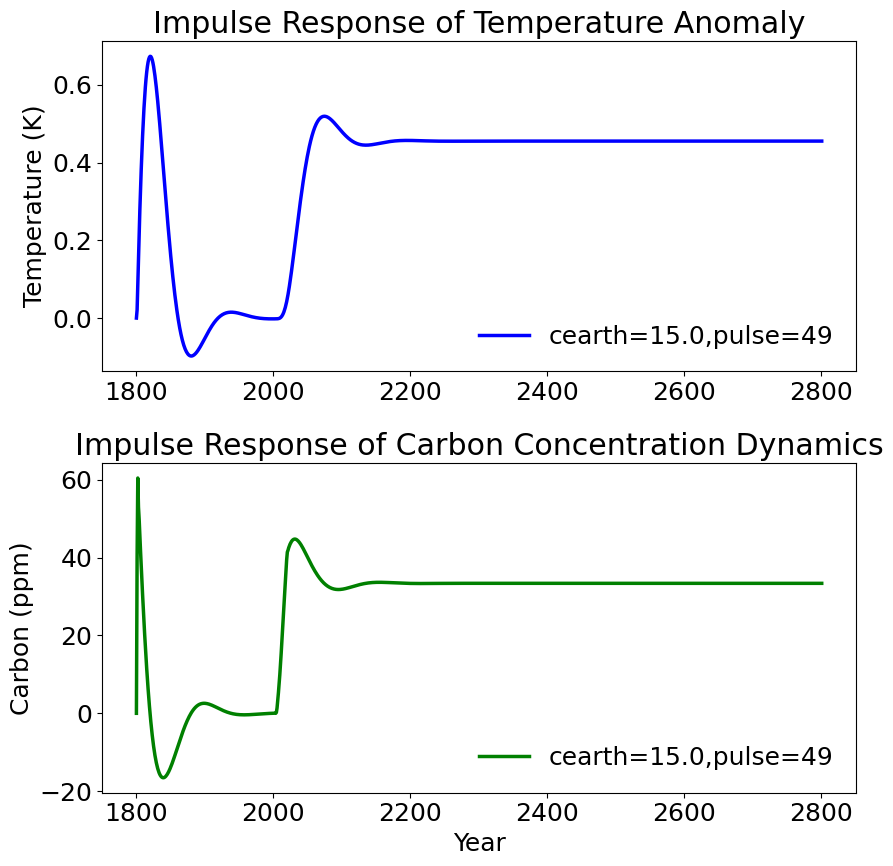 Impulse Response of Temperature Anomaly
Temperature (K)
0.6
0.4
0.2
0.0
cearth=15.0,pulse=49
1800 2000 2200 2400 2600 2800
Impulse Response of Carbon Concentration Dynamics
Carbon (ppm)
60
40
20
0
−20
cearth=15.0,pulse=49
1800 2000 2200 2400 2600 2800
Year